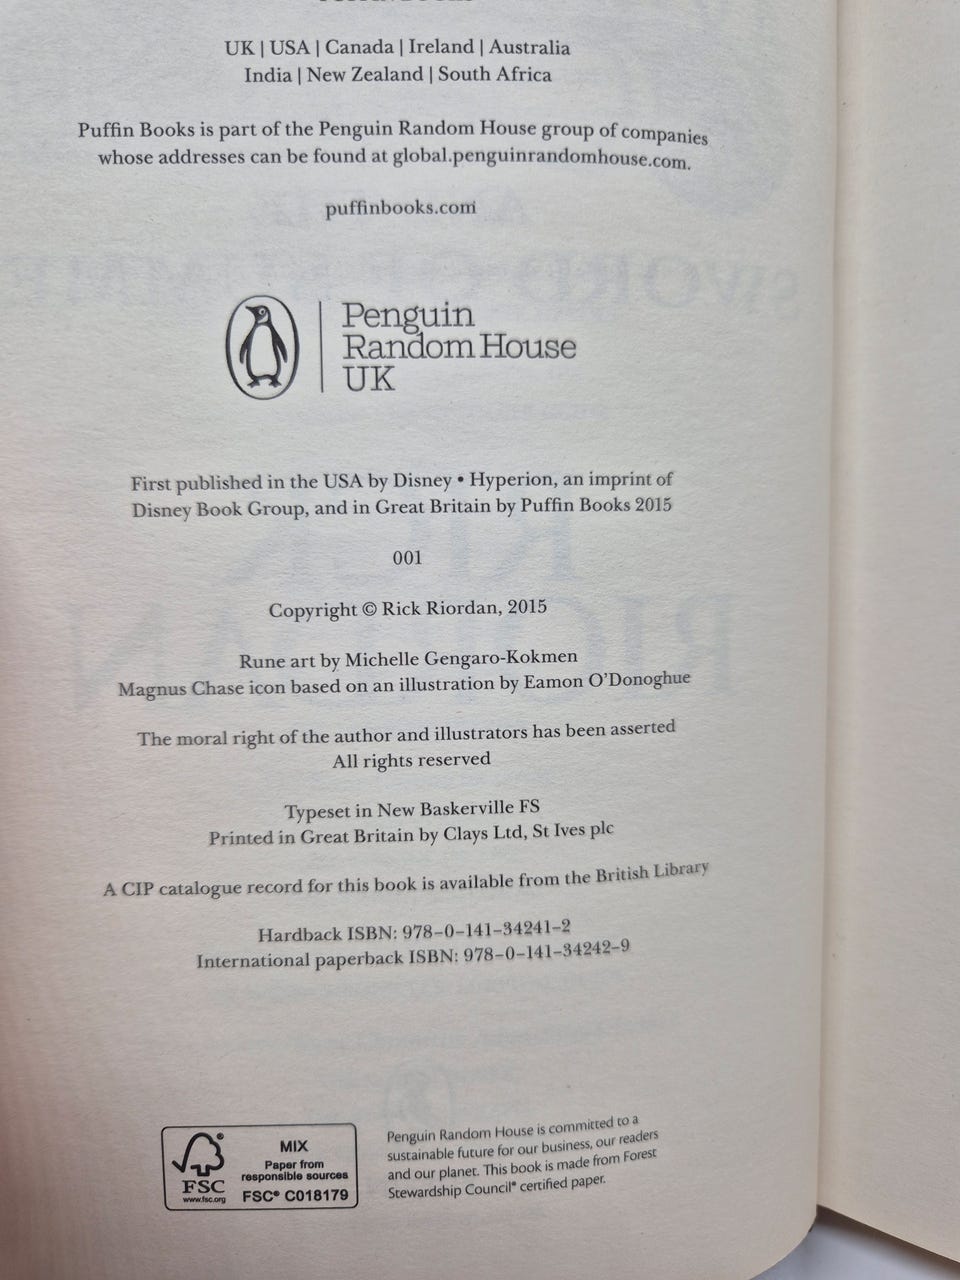 UK | USA | Canada | Ireland | Australia
India | New Zealand | South Africa
Puffin Books is part of the Penguin Random House group of companies
whose addresses can be found at global.penguinrandomhouse.com.
puffinbooks.com
Penguin
Random House
UK
First published in the USA by Disney • Hyperion, an imprint of
Disney Book Group, and in Great Britain by Puffin Books 2015
001
Copyright © Rick Riordan, 2015
Rune art by Michelle Gengaro-Kokmen
Magnus Chase icon based on an illustration by Eamon O'Donoghue
The moral right of the author and illustrators has been asserted
All rights reserved
Typeset in New Baskerville FS
Printed in Great Britain by Clays Ltd, St Ives plc
A CIP catalogue record for this book is available from the British Library
Hardback ISBN: 978–0–141–34241–2
International paperback ISBN: 978–0–141–34242–9
FSC
www.fsc.org
MIX
Paper from
responsible sources
FSC® C018179
Penguin Random House is committed to a
sustainable future for our business, our readers
and our planet. This book is made from Forest
Stewardship Council® certified paper.